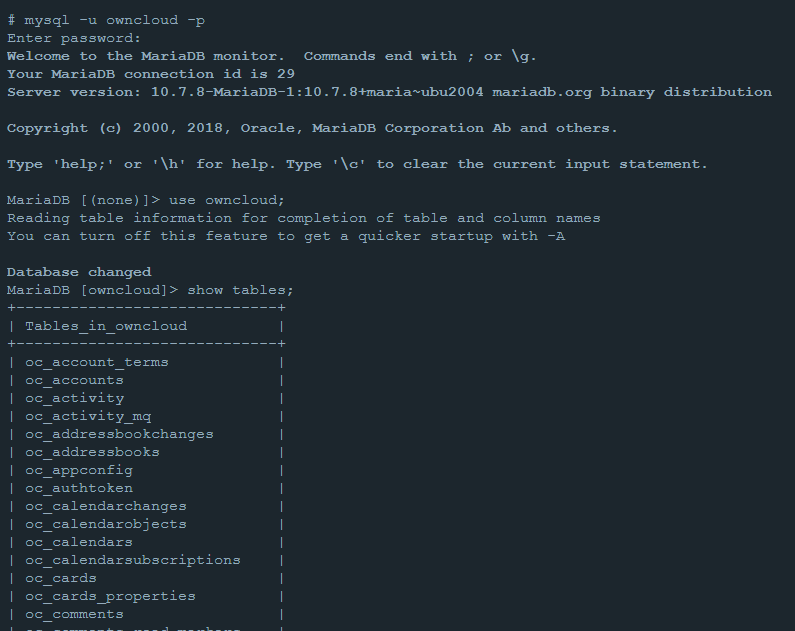 # mysql -u owncloud -p
Enter password:
Welcome to the MariaDB monitor.  Commands end with ; or \g.
Your MariaDB connection id is 29
Server version: 10.7.8-MariaDB-1:10.7.8+maria~ubu2004 mariadb.org binary distribution

Copyright (c) 2000, 2018, Oracle, MariaDB Corporation Ab and others.

Type 'help;' or '\h' for help. Type '\c' to clear the current input statement.

MariaDB [(none)]> use owncloud;
Reading table information for completion of table and column names
You can turn off this feature to get a quicker startup with -A

Database changed
MariaDB [owncloud]> show tables;
+-----------------------------+
| Tables_in_owncloud          |
+-----------------------------+
| oc_account_terms            |
| oc_accounts                 |
| oc_activity                 |
| oc_activity_mq              |
| oc_addressbookchanges       |
| oc_addressbooks             |
| oc_appconfig                |
| oc_authtoken                |
| oc_calendarchanges          |
| oc_calendarobjects          |
| oc_calendars                |
| oc_calendarsubscriptions    |
| oc_cards                    |
| oc_cards_properties         |
| oc_comments                 |